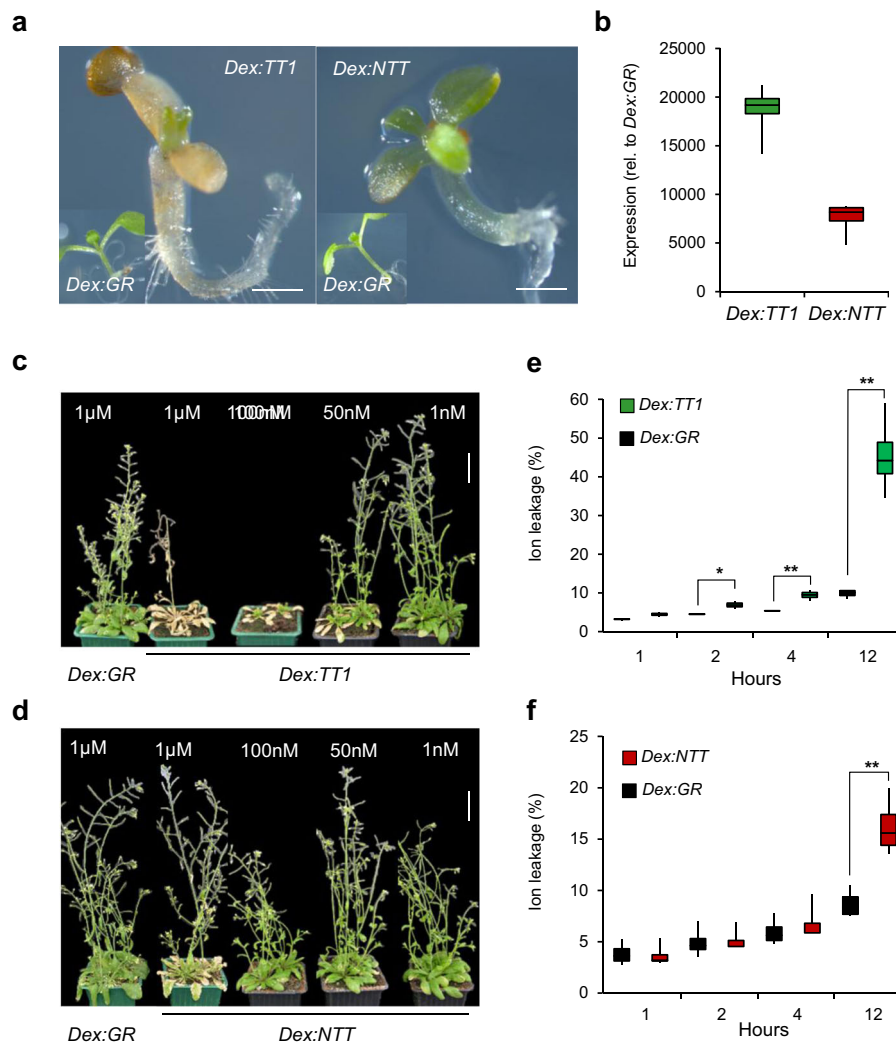 a
Dex:TT1
Dex:NTT
Dex:GR
Dex:GR
b
25000
20000
15000
10000
5000
0
Expression (rel. to Dex:GR)
Dex:TT1 Dex:NTT
c
1µM 1µM 50nM 1nM
Dex:GR Dex:TT1
d
1µM 1µM 100nM 50nM 1nM
Dex:GR Dex:NTT
e
Dex:TT1
Dex:GR
60
50
40
30
20
10
0
Ion leakage (%)
* ** **
1 2 4 12
Hours
f
Dex:NTT
Dex:GR
25
20
15
10
5
0
Ion leakage (%)
**
1 2 4 12
Hours